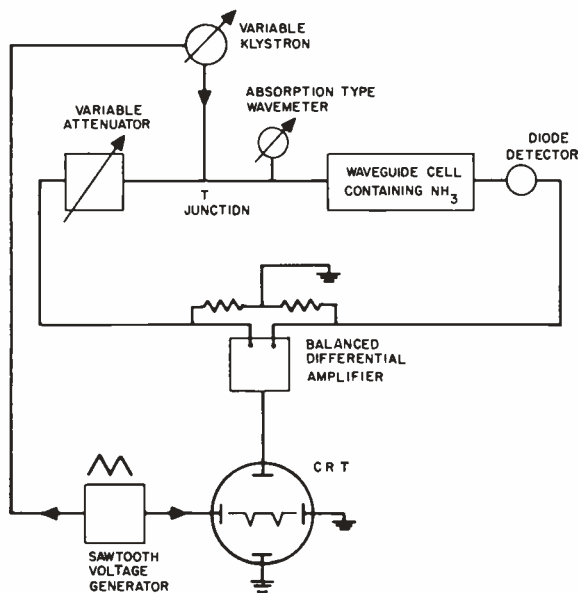 VARIABLE
KLYSTRON
ABSORPTION TYPE
WAVEMETER
VARIABLE
ATTENUATOR
DIODE
DETECTOR
WAVEGUIDE CELL
CONTAINING NH3
T
JUNCTION
BALANCED
DIFFERENTIAL
AMPLIFIER
CRT
SAWTOOTH
VOLTAGE
GENERATOR